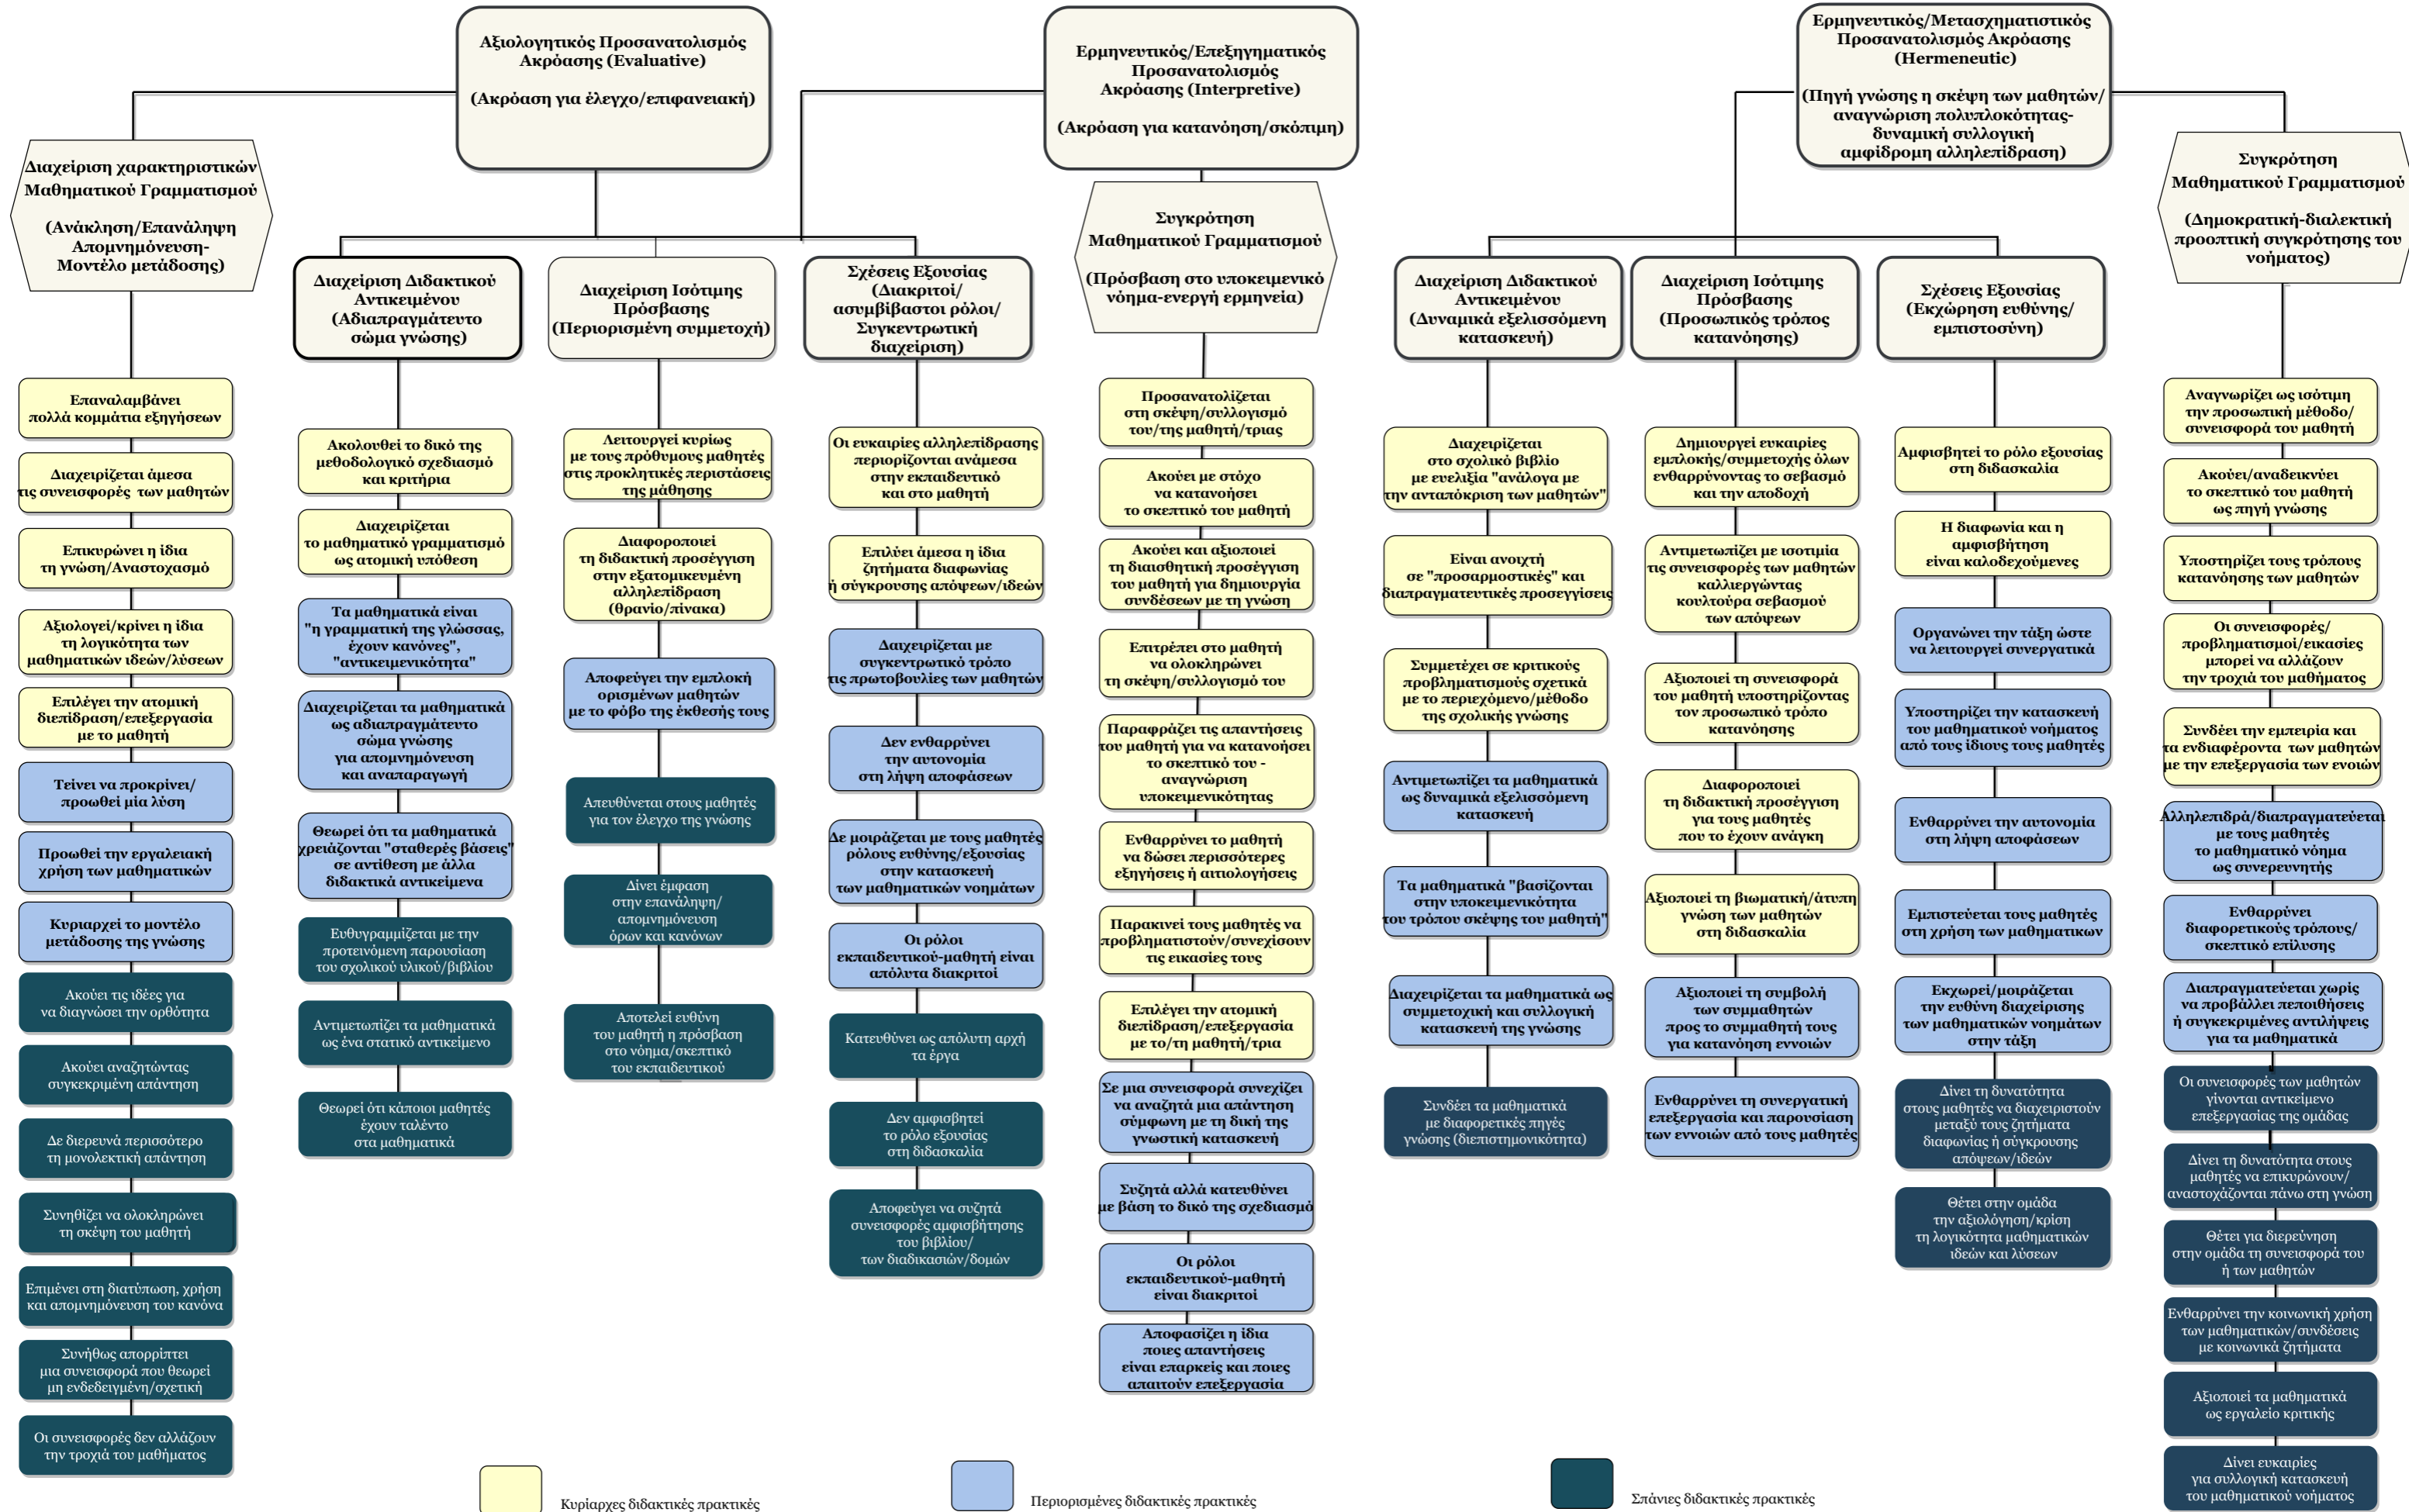 Αξιολογητικός Προσανατολισμός
Ακρόασης (Evaluative)
(Ακρόαση για έλεγχο/επιφανειακή)
Ερμηνευτικός/Επεξηγηματικός
Προσανατολισμός
Ακρόασης (Interpretive)
(Ακρόαση για κατανόηση/σκόπιμη)
Ερμηνευτικός/Μετασχηματιστικός
Προσανατολισμός Ακρόασης
(Hermeneutic)
(Πηγή γνώσης η σκέψη των μαθητών/
αναγνώριση πολυπλοκότητας-
δυναμική συλλογική
αμφίδρομη αλληλεπίδραση)
Διαχείριση χαρακτηριστικών
Μαθηματικού Γραμματισμού
(Ανάκληση/Επανάληψη
Απομνημόνευση-
Μοντέλο μετάδοσης)
Επαναλαμβάνει
πολλά κομμάτια εξηγήσεων
Διαχειρίζεται άμεσα
τις συνεισφορές των μαθητών
Επικυρώνει η ίδια
τη γνώση/Αναστοχασμό
Αξιολογεί/κρίνει η ίδια
τη λογικότητα των
μαθηματικών ιδεών/λύσεων
Επιλέγει την ατομική
διεπίδραση/επεξεργασία
με το μαθητή
Τείνει να προκρίνει/
προωθεί μία λύση
Προωθεί την εργαλειακή
χρήση των μαθηματικών
Κυριαρχεί το μοντέλο
μετάδοσης της γνώσης
Ακούει τις ιδέες για
να διαγνώσει την ορθότητα
Ακούει αναζητώντας
συγκεκριμένη απάντηση
Δε διερευνά περισσότερο
τη μονολεκτική απάντηση
Συνηθίζει να ολοκληρώνει
τη σκέψη του μαθητή
Επιμένει στη διατύπωση, χρήση
και απομνημόνευση του κανόνα
Συνήθως απορρίπτει
μια συνεισφορά που θεωρεί
μη ενδεδειγμένη/σχετική
Οι συνεισφορές δεν αλλάζουν
την τροχιά του μαθήματος
Διαχείριση Διδακτικού
Αντικειμένου
(Αδιαπραγμάτευτο
σώμα γνώσης)
Ακολουθεί το δικό της
μεθοδολογικό σχεδιασμό
και κριτήρια
Διαχειρίζεται
το μαθηματικό γραμματισμό
ως ατομική υπόθεση
Τα μαθηματικά είναι
"η γραμματική της γλώσσας,
έχουν κανόνες",
"αντικειμενικότητα"
Διαχειρίζεται τα μαθηματικά
ως αδιαπραγμάτευτο
σώμα γνώσης
για απομνημόνευση
και αναπαραγωγή
Θεωρεί ότι τα μαθηματικά
χρειάζονται "σταθερές βάσεις"
σε αντίθεση με άλλα
διδακτικά αντικείμενα
Ευθυγραμμίζεται με την
προτεινόμενη παρουσίαση
του σχολικού υλικού/βιβλίου
Αντιμετωπίζει τα μαθηματικά
ως ένα στατικό αντικείμενο
Θεωρεί ότι κάποιοι μαθητές
έχουν ταλέντο
στα μαθηματικά
Διαχείριση Ισότιμης
Πρόσβασης
(Περιορισμένη συμμετοχή)
Λειτουργεί κυρίως
με τους πρόθυμους μαθητές
στις προκλητικές περιστάσεις
της μάθησης
Διαφοροποιεί
τη διδακτική προσέγγιση
στην εξατομικευμένη
αλληλεπίδραση
(θρανίο/πίνακα)
Αποφεύγει την εμπλοκή
ορισμένων μαθητών
με το φόβο της έκθεσής τους
Απευθύνεται στους μαθητές
για τον έλεγχο της γνώσης
Δίνει έμφαση
στην επανάληψη/
απομνημόνευση
όρων και κανόνων
Αποτελεί ευθύνη
του μαθητή η πρόσβαση
στο νόημα/σκεπτικό
του εκπαιδευτικού
Σχέσεις Εξουσίας
(Διακριτοί/
ασυμβίβαστοι ρόλοι/
Συγκεντρωτική
διαχείριση)
Οι ευκαιρίες αλληλεπίδρασης
περιορίζονται ανάμεσα
στην εκπαιδευτικό
και στο μαθητή
Επιλύει άμεσα η ίδια
ζητήματα διαφωνίας
ή σύγκρουσης απόψεων/ιδεών
Δαιχειρίζεται με
συγκεντρωτικό τρόπο
τις πρωτοβουλίες των μαθητών
Δεν ενθαρρύνει
την αυτονομία
στη λήψη αποφάσεων
Δε μοιράζεται με τους μαθητές
ρόλους ευθύνης/εξουσίας
στην κατασκευή
των μαθηματικών νοημάτων
Οι ρόλοι
εκπαιδευτικού-μαθητή είναι
απόλυτα διακριτοί
Κατευθύνει ως απόλυτη αρχή
τα έργα
Δεν αμφισβητεί
το ρόλο εξουσίας
στη διδασκαλία
Αποφεύγει να συζητά
συνεισφορές αμφισβήτησης
του βιβλίου/
των διαδικασιών/δομών
Συγκρότηση
Μαθηματικού Γραμματισμού
(Πρόσβαση στο υποκειμενικό
νόημα-ενεργή ερμηνεία)
Προσανατολίζεται
στη σκέψη/συλλογισμό
του/της μαθητή/τριας
Ακούει με στόχο
να κατανοήσει
το σκεπτικό του μαθητή
Ακούει και αξιοποιεί
τη διαισθητική προσέγγιση
του μαθητή για δημιουργία
συνδέσεων με τη γνώση
Επιτρέπει στο μαθητή
να ολοκληρώνει
τη σκέψη/συλλογισμό του
Παραφράζει τις απαντήσεις
του μαθητή για να κατανοήσει
το σκεπτικό του -
αναγνώριση
υποκειμενικότητας
Ενθαρρύνει το μαθητή
να δώσει περισσότερες
εξηγήσεις ή αιτιολογήσεις
Παρακινεί τους μαθητές να
προβληματιστούν/συνεχίσουν
τις εικασίες τους
Επιλέγει την ατομική
διεπίδραση/επεξεργασία
με το/τη μαθητή/τρια
Σε μια συνεισφορά συνεχίζει
να αναζητά μια απάντηση
σύμφωνη με τη δική της
γνωστική κατασκευή
Συζητά αλλά κατευθύνει
με βάση το δικό της σχεδιασμό
Οι ρόλοι
εκπαιδευτικού-μαθητή
είναι διακριτοί
Αποφασίζει η ίδια
ποιες απαντήσεις
είναι επαρκείς και ποιες
απαιτούν επεξεργασία
Διαχείριση Διδακτικού
Αντικειμένου
(Δυναμικά εξελισσόμενη
κατασκευή)
Διαχειρίζεται
στο σχολικό βιβλίο
με ευελιξία "ανάλογα με
την ανταπόκριση των μαθητών"
Είναι ανοιχτή
σε "προσαρμοστικές" και
διαπραγματευτικές προσεγγίσεις
Συμμετέχει σε κριτικούς
προβληματισμούς σχετικά
με το περιεχόμενο/μέθοδο
της σχολικής γνώσης
Αντιμετωπίζει τα μαθηματικά
ως δυναμικά εξελισσόμενη
κατασκευή
Τα μαθηματικά "βασίζονται
στην υποκειμενικότητα
του τρόπου σκέψης του μαθητή"
Διαχειρίζεται τα μαθηματικά ως
συμμετοχική και συλλογική
κατασκευή της γνώσης
Συνδέει τα μαθηματικά
με διαφορετικές πηγές
γνώσης (διεπιστημονικότητα)
Διαχείριση Ισότιμης
Πρόσβασης
(Προσωπικός τρόπος
κατανόησης)
Δημιουργεί ευκαιρίες
εμπλοκής/συμμετοχής όλων
ενθαρρύνοντας το σεβασμό
και την αποδοχή
Αντιμετωπίζει με ισοτιμία
τις συνεισφορές των μαθητών
καλλιεργώντας
κουλτούρα σεβασμού
των απόψεων
Αξιοποιεί τη συνεισφορά
του μαθητή υποστηρίζοντας
τον προσωπικό τρόπο
κατανόησης
Διαφοροποιεί
τη διδακτική προσέγγιση
για τους μαθητές
που το έχουν ανάγκη
Αξιοποιεί τη βιωματική/άτυπη
γνώση των μαθητών
στη διδασκαλία
Αξιοποιεί τη συμβολή
των συμμαθητών
προς το συμμαθητή τους
για κατανόηση εννοιών
Ενθαρρύνει τη συνεργατική
επεξεργασία και παρουσίαση
των εννοιών από τους μαθητές
Σχέσεις Εξουσίας
(Εκχώρηση ευθύνης/
εμπιστοσύνη)
Αμφισβητεί το ρόλο εξουσίας
στη διδασκαλία
Η διαφωνία και η
αμφισβήτηση
είναι καλοδεχούμενες
Οργανώνει την τάξη ώστε
να λειτουργεί συνεργατικά
Υποστηρίζει την κατασκευή
του μαθηματικού νοήματος
από τους ίδιους τους μαθητές
Ενθαρρύνει την αυτονομία
στη λήψη αποφάσεων
Εμπιστεύεται τους μαθητές
στη χρήση των μαθηματικων
Εκχωρεί/μοιράζεται
την ευθύνη διαχείρισης
των μαθηματικών νοημάτων
στην τάξη
Δίνει τη δυνατότητα
στους μαθητές να διαχειριστούν
μεταξύ τους ζητήματα
διαφωνίας ή σύγκρουσης
απόψεων/ιδεών
Θέτει στην ομάδα
την αξιολόγηση/κρίση
τη λογικότητα μαθηματικών
ιδεών και λύσεων
Συγκρότηση
Μαθηματικού Γραμματισμού
(Δημοκρατική-διαλεκτική
προοπτική συγκρότησης του
νοήματος)
Αναγνωρίζει ως ισότιμη
την προσωπική μέθοδο/
συνεισφορά του μαθητή
Ακούει/αναδεικνύει
το σκεπτικό του μαθητή
ως πηγή γνώσης
Υποστηρίζει τους τρόπους
κατανόησης των μαθητών
Οι συνεισφορές/
προβληματισμοί/εικασίες
μπορεί να αλλάζουν
την τροχιά του μαθήματος
Συνδέει την εμπειρία και
τα ενδιαφέροντα των μαθητών
με την επεξεργασία των ενοιών
Αλληλεπιδρά/διαπραγματεύεται
με τους μαθητές
το μαθηματικό νόημα
ως συνερευνητής
Ενθαρρύνει
διαφορετικούς τρόπους/
σκεπτικό επίλυσης
Διαπραγματεύεται χωρίς
να προβάλλει πεποιθήσεις
ή συγκεκριμένες αντιλήψεις
για τα μαθηματικά
Οι συνεισφορές των μαθητών
γίνονται αντικείμενο
επεξεργασίας της ομάδας
Δίνει τη δυνατότητα στους
μαθητές να επικυρώνουν/
αναστοχάζονται πάνω στη γνώση
Θέτει για διερεύνηση
στην ομάδα τη συνεισφορά του
ή των μαθητών
Ενθαρρύνει την κοινωνική χρήση
των μαθηματικών/συνδέσεις
με κοινωνικά ζητήματα
Αξιοποιεί τα μαθηματικά
ως εργαλείο κριτικής
Δίνει ευκαιρίες
για συλλογική κατασκευή
του μαθηματικού νοήματος
Κυρίαρχες διδακτικές πρακτικές
Περιορισμένες διδακτικές πρακτικές
Σπάνιες διδακτικές πρακτικές